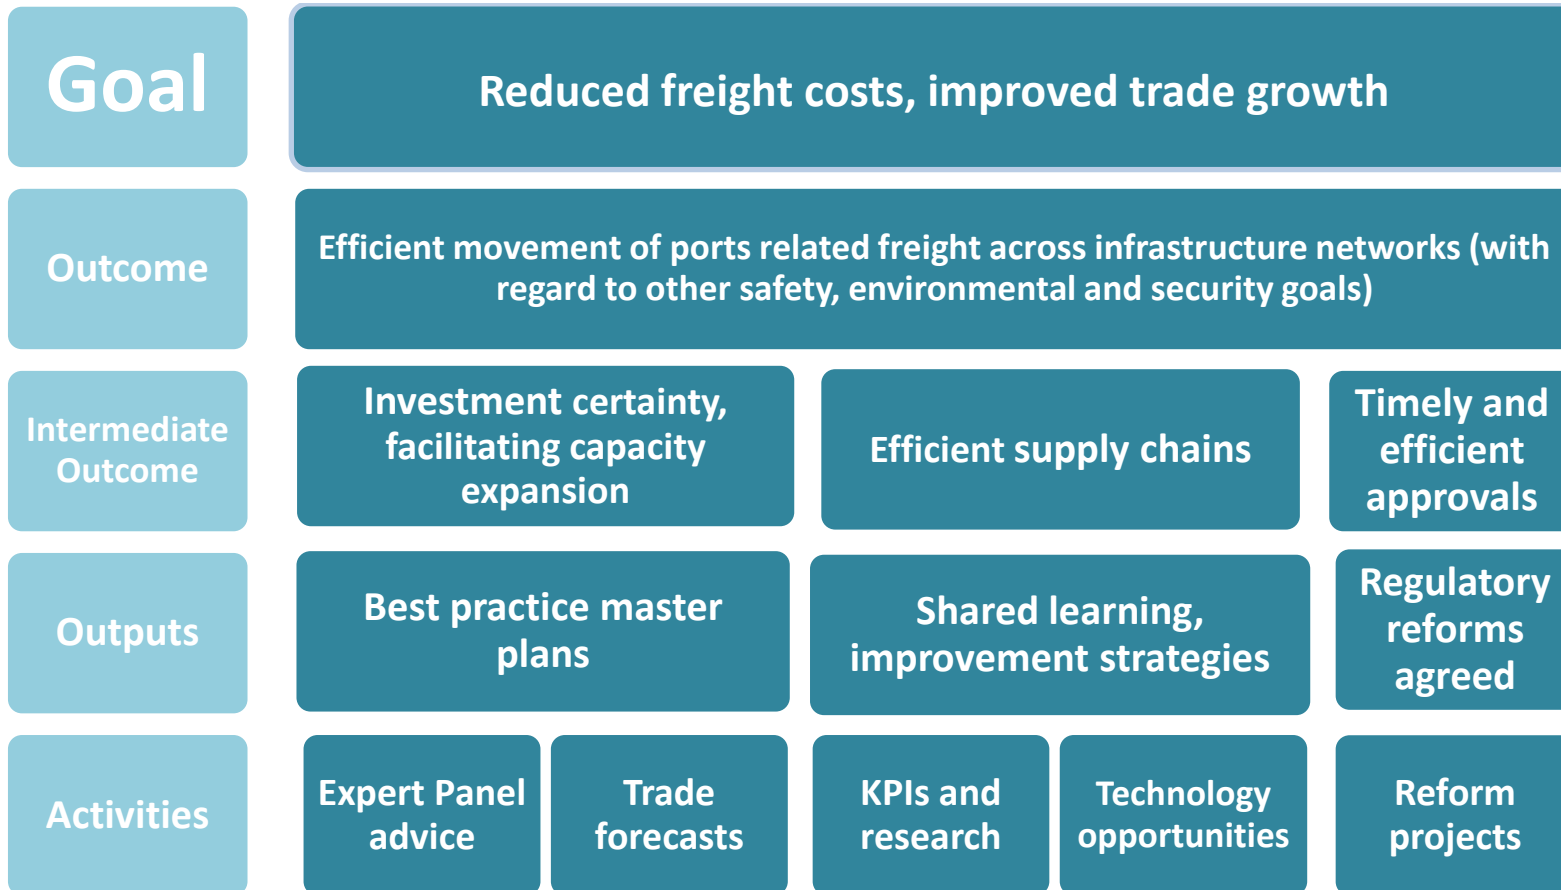 Goal
Reduced freight costs, improved trade growth
Outcome
Efficient movement of ports related freight across infrastructure networks (with
regard to other safety, environmental and security goals)
Intermediate
Outcome
Investment certainty,
facilitating capacity
expansion
Efficient supply chains
Timely and
efficient
approvals
Outputs
Best practice master
plans
Shared learning,
improvement strategies
Regulatory
reforms
agreed
Activities
Expert Panel
advice
Trade
forecasts
KPIs and
research
Technology
opportunities
Reform
projects